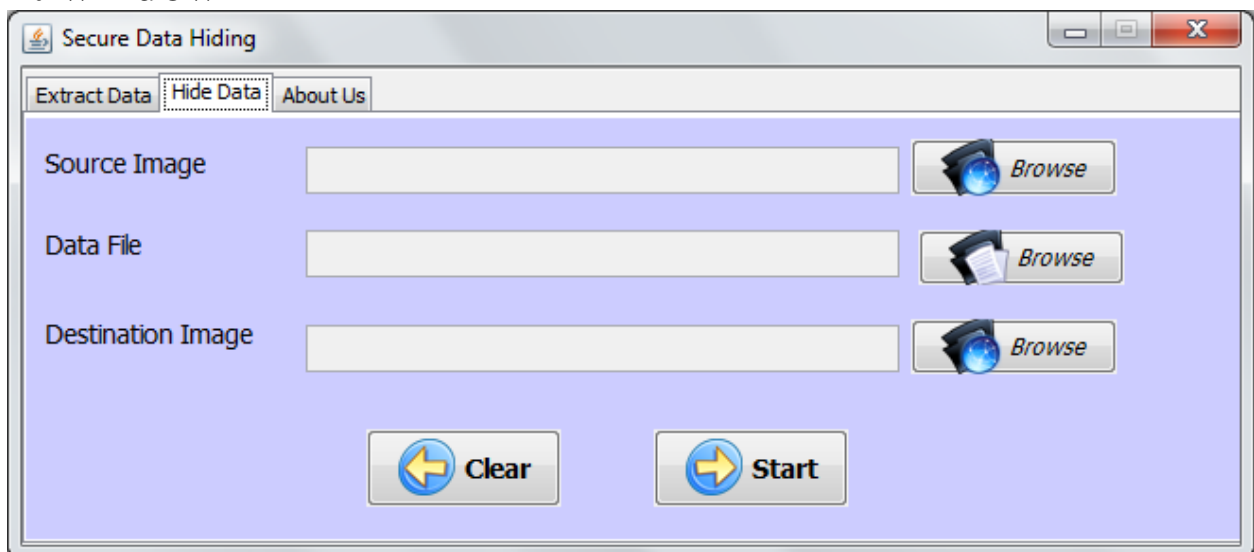 Secure Data Hiding
Extract Data Hide Data About Us
Source Image Browse
Data File Browse
Destination Image Browse
Clear Start